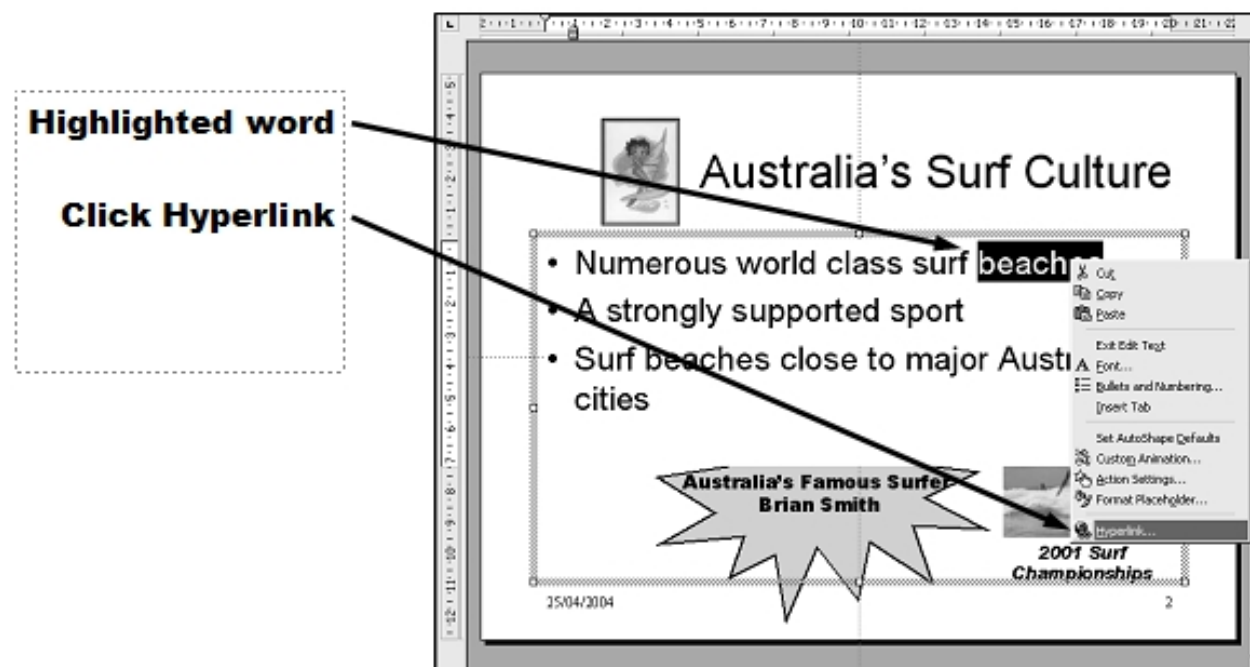 Highlighted word
Click Hyperlink
Australia's Surf Culture
• Numerous world class surf beaches
• A strongly supported sport
• Surf beaches close to major
cities
Cut
Copy
Paste
Exit Edit Text
Font...
Bullets and Numbering...
Insert Tab
Set AutoShape Defaults
Custom Animation...
Action Settings...
Format Placeholder...
Hyperlink...
Australia's Famous Surfer
Brian Smith
2001 Surf
Championships
25/04/2004
2